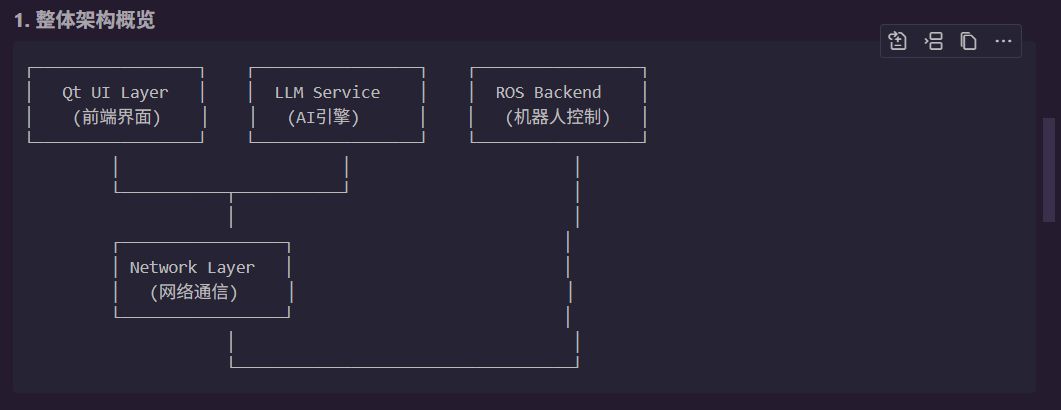 1. 整体架构概览
Qt UI Layer LLM Service ROS Backend
(前端界面) (AI引擎) (机器人控制)
Network Layer
(网络通信)